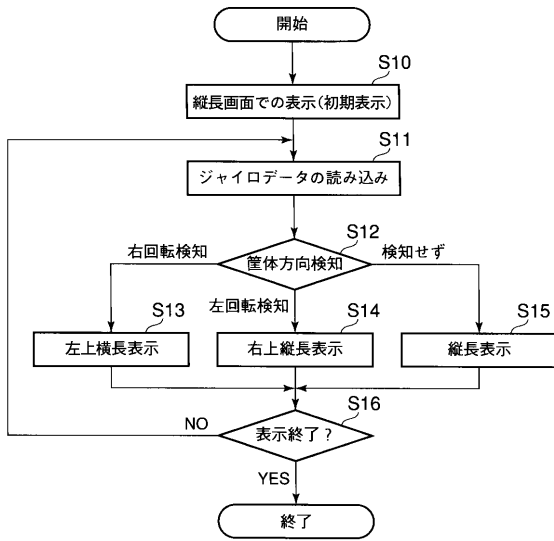 開始
S10
縦長画面での表示(初期表示)
S11
ジャイロデータの読み込み
S12
筐体方向検知
右回転検知
左回転検知
検知せず
S13
左上横長表示
S14
右上縦長表示
S15
縦長表示
S16
表示終了?
NO
YES
終了